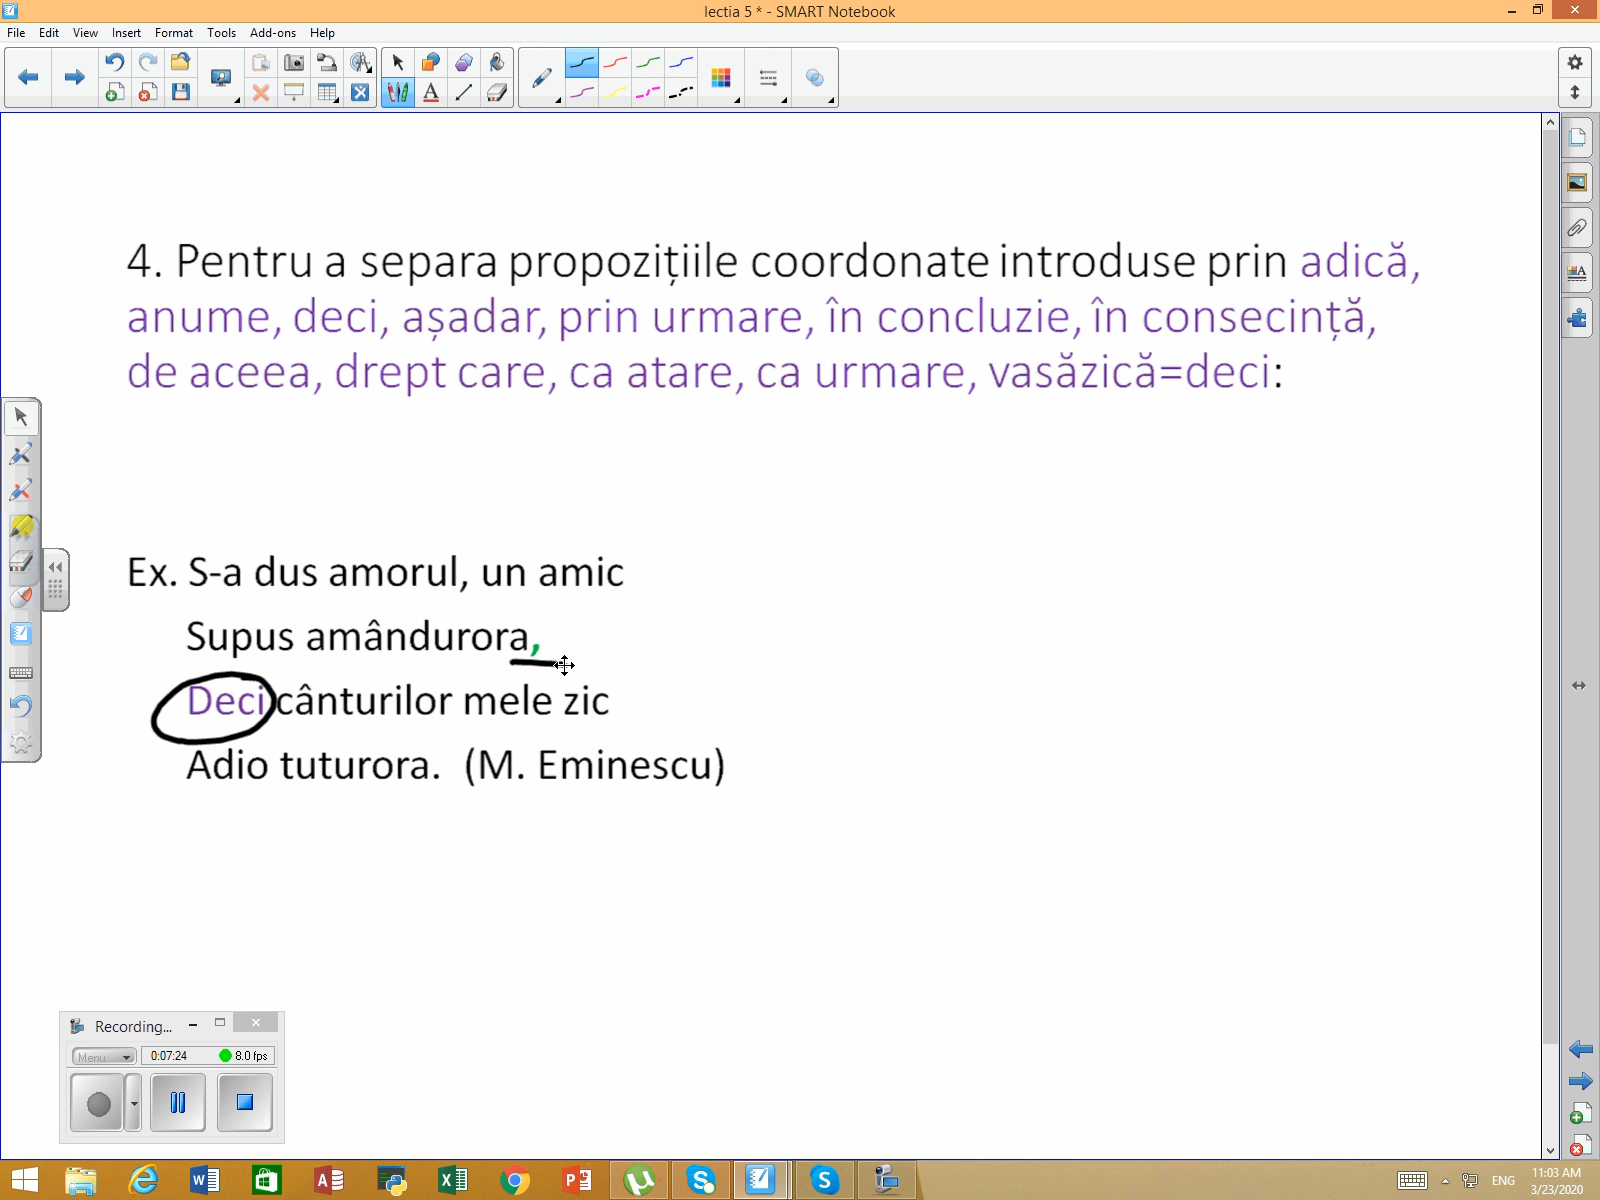 lectia 5 * - SMART Notebook
File Edit View Insert Format Tools Add-ons Help
4. Pentru a separa propozițiile coordonate introduse prin adică,
anume, deci, așadar, prin urmare, în concluzie, în consecință,
de aceea, drept care, ca atare, ca urmare, vasăzică=deci:
Ex. S-a dus amorul, un amic
Supus amândurora,
Deci cânturilor mele zic
Adio tuturora. (M. Eminescu)
Recording...
Menu 0:07:24 8.0 fps
ENG
11:03 AM
3/23/2020